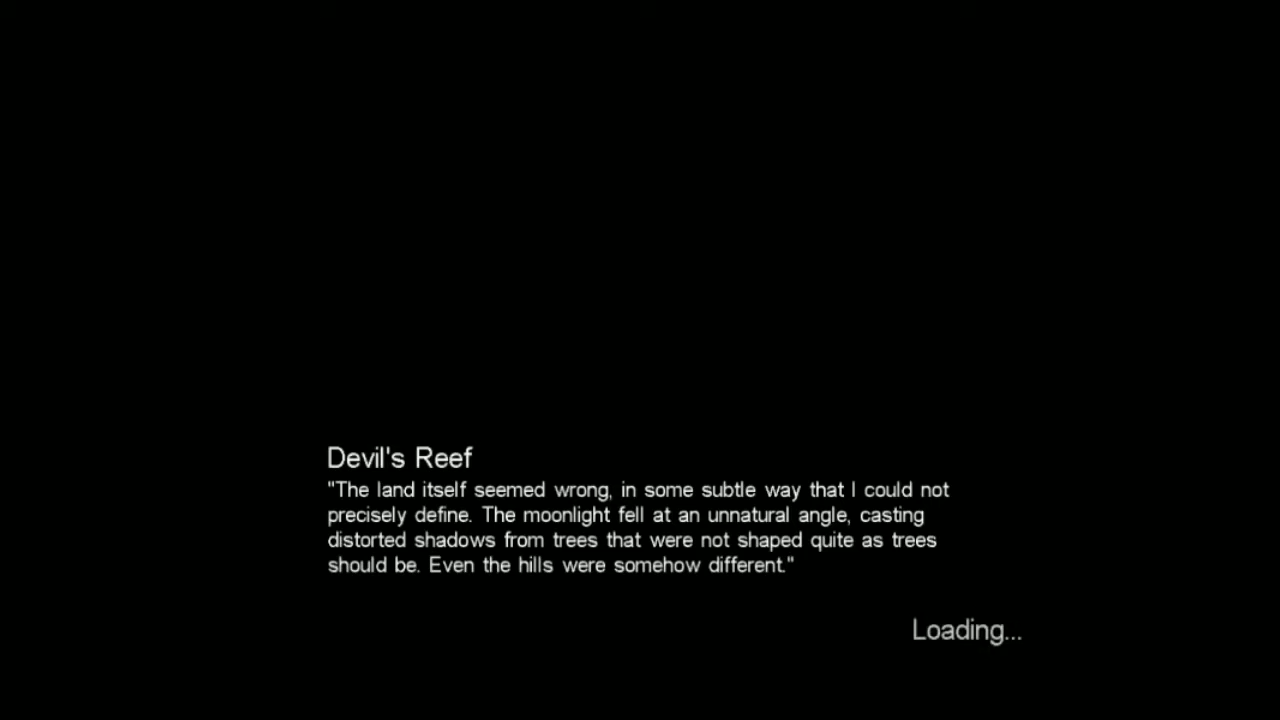 Devil's Reef
"The land itself seemed wrong, in some subtle way that I could not
precisely define. The moonlight fell at an unnatural angle, casting
distorted shadows from trees that were not shaped quite as trees
should be. Even the hills were somehow different."
Loading...